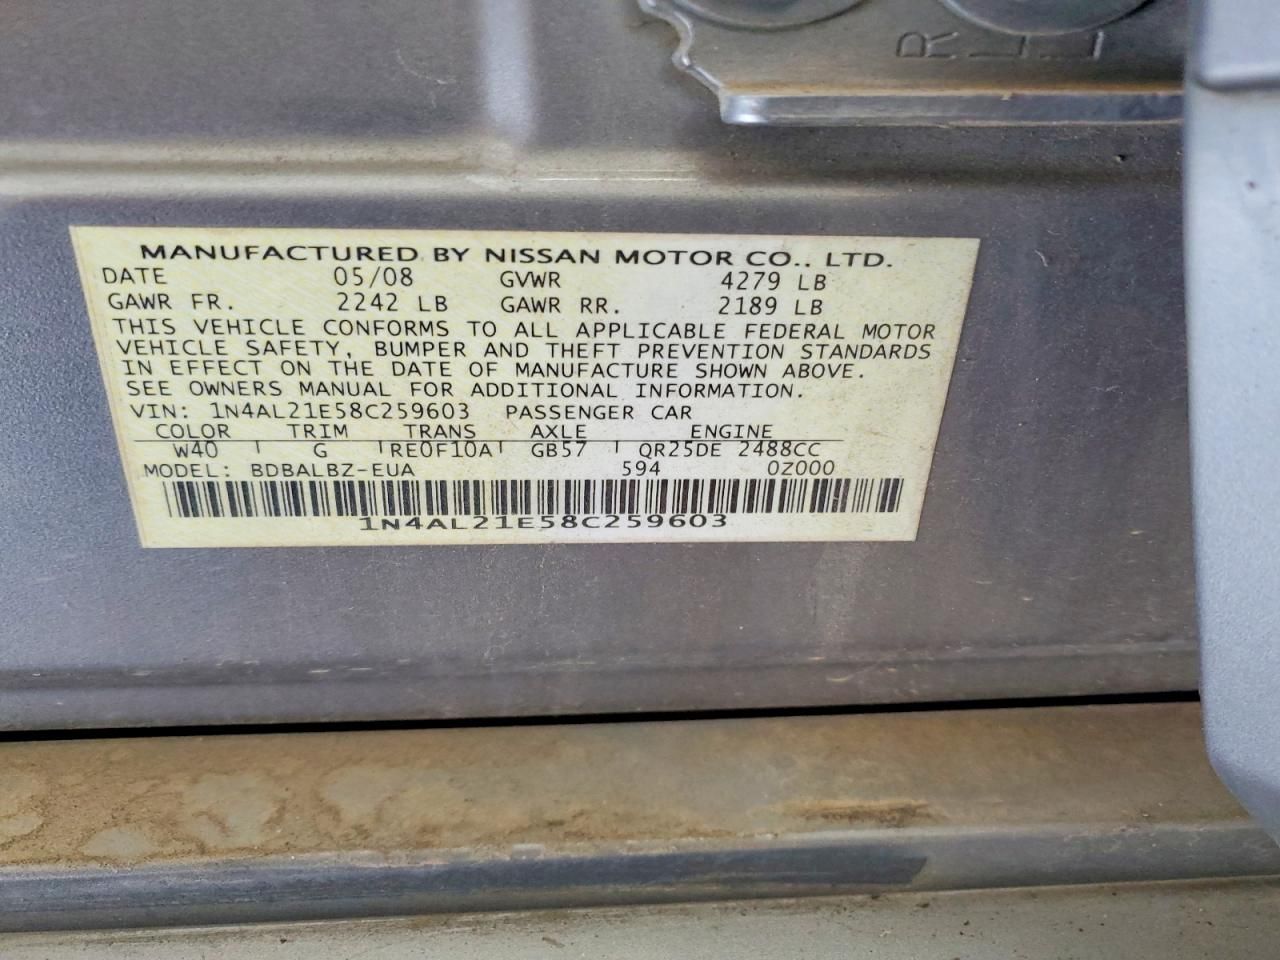 R L
MANUFACTURED BY NISSAN MOTOR CO., LTD.
DATE 05/08 GVWR 4279 LB
GAWR FR. 2242 LB GAWR RR. 2189 LB
THIS VEHICLE CONFORMS TO ALL APPLICABLE FEDERAL MOTOR
VEHICLE SAFETY, BUMPER AND THEFT PREVENTION STANDARDS
IN EFFECT ON THE DATE OF MANUFACTURE SHOWN ABOVE.
SEE OWNERS MANUAL FOR ADDITIONAL INFORMATION.
VIN: 1N4AL21E58C259603 PASSENGER CAR
COLOR TRIM TRANS AXLE ENGINE
W40 G RE0F10A GB57 QR25DE 2488CC
MODEL: BDBALBZ-EUA 594 0Z000
1N4AL21E58C259603